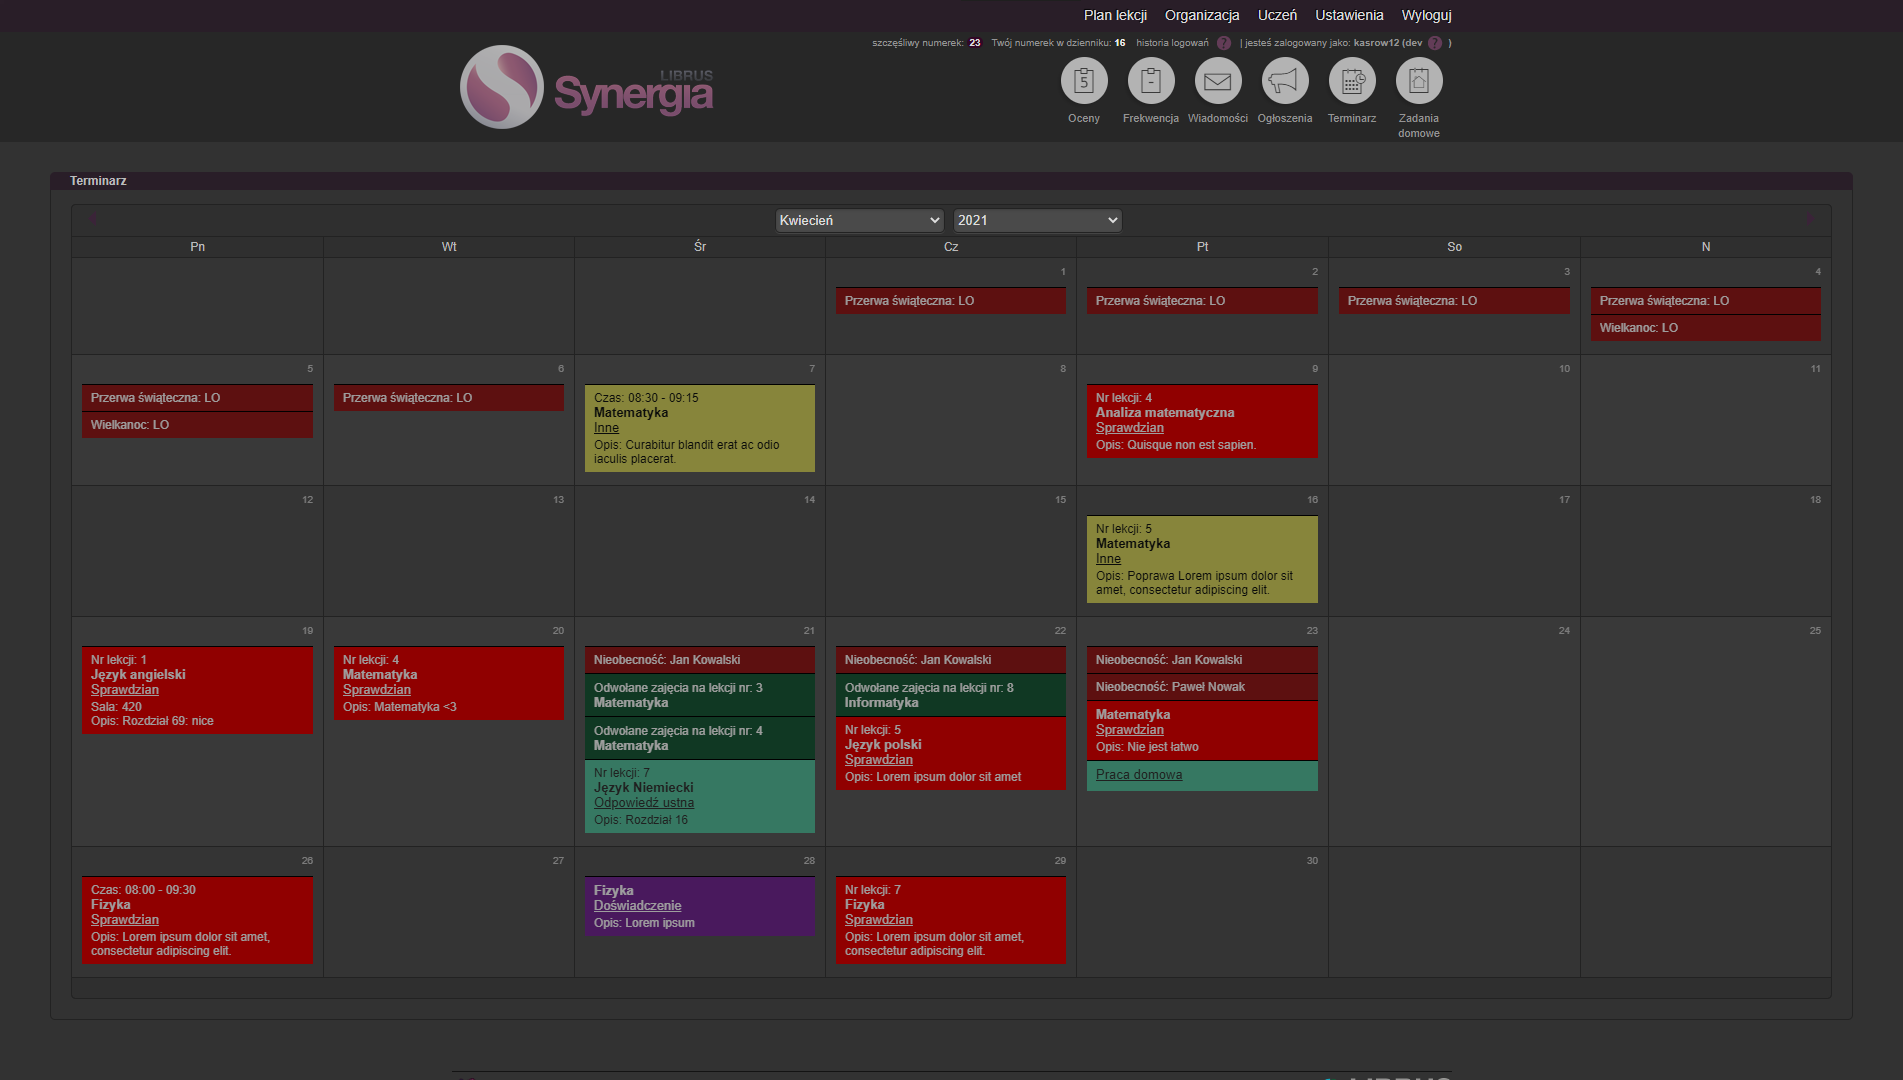 Plan lekcji Organizacja Uczeń Ustawienia Wyloguj
szczęśliwy numerek: 23 Twój numerek w dzienniku: 16 historia logowań ? | jesteś zalogowany jako: kasrow12 (dev ? )
LIBRUS
Synergia
5
Oceny Frekwencja Wiadomości Ogłoszenia Terminarz Zadania
domowe
Terminarz
Kwiecień 2021
Pn Wt Śr Cz Pt So N
1
Przerwa świąteczna: LO
2
Przerwa świąteczna: LO
3
Przerwa świąteczna: LO
4
Przerwa świąteczna: LO
Wielkanoc: LO
5
Przerwa świąteczna: LO
Wielkanoc: LO
6
Przerwa świąteczna: LO
7
Czas: 08:30 - 09:15
Matematyka
Inne
Opis: Curabitur blandit erat ac odio
iaculis placerat.
8
9
Nr lekcji: 4
Analiza matematyczna
Sprawdzian
Opis: Quisque non est sapien.
10
11
12
13
14
15
16
Nr lekcji: 5
Matematyka
Inne
Opis: Poprawa Lorem ipsum dolor sit
amet, consectetur adipiscing elit.
17
18
19
Nr lekcji: 1
Język angielski
Sprawdzian
Sala: 420
Opis: Rozdział 69: nice
20
Nr lekcji: 4
Matematyka
Sprawdzian
Opis: Matematyka <3
21
Nieobecność: Jan Kowalski
Odwołane zajęcia na lekcji nr: 3
Matematyka
Odwołane zajęcia na lekcji nr: 4
Matematyka
Nr lekcji: 7
Język Niemiecki
Odpowiedź ustna
Opis: Rozdział 16
22
Nieobecność: Jan Kowalski
Odwołane zajęcia na lekcji nr: 8
Informatyka
Nr lekcji: 5
Język polski
Sprawdzian
Opis: Lorem ipsum dolor sit amet
23
Nieobecność: Jan Kowalski
Nieobecność: Paweł Nowak
Matematyka
Sprawdzian
Opis: Nie jest łatwo
Praca domowa
24
25
26
Czas: 08:00 - 09:30
Fizyka
Sprawdzian
Opis: Lorem ipsum dolor sit amet,
consectetur adipiscing elit.
27
28
Fizyka
Doświadczenie
Opis: Lorem ipsum
29
Nr lekcji: 7
Fizyka
Sprawdzian
Opis: Lorem ipsum dolor sit amet,
consectetur adipiscing elit.
30
LIBRUS